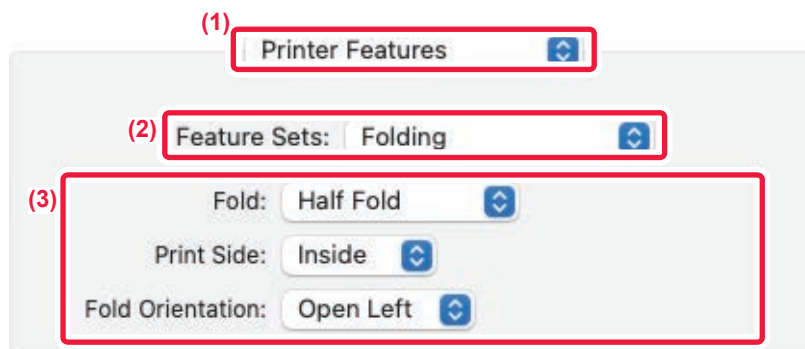 (1)
Printer Features
(2) Feature Sets: Folding
(3) Fold: Half Fold
Print Side: Inside
Fold Orientation: Open Left